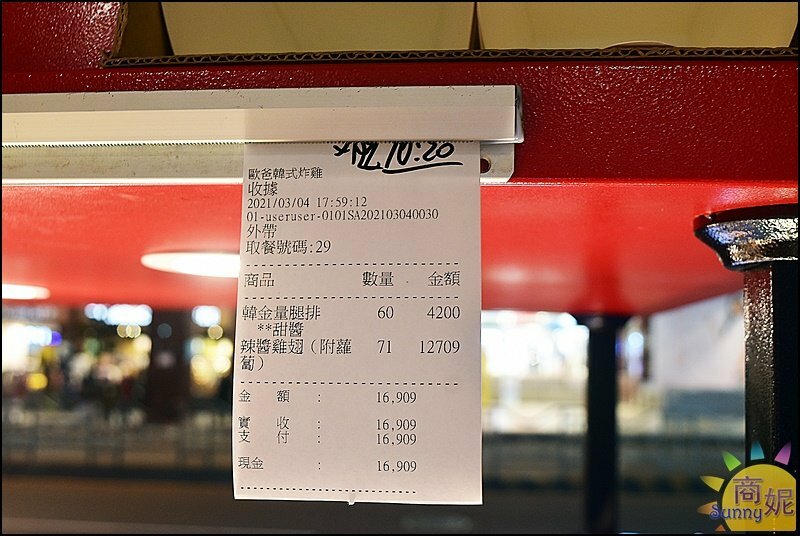 10:20
歐爸韓式炸雞
收據
2021/03/04 17:59:12
01-useruser-0101SA202103040030
外帶
取餐號碼:29
商品 數量 金額
韓金量腿排 60 4200
**甜醬
辣醬雞翅（附蘿 71 12709
蔔）
金 額 : 16,909
實 收 : 16,909
支 付 : 16,909
現金 : 16,909
商妮
Sunny